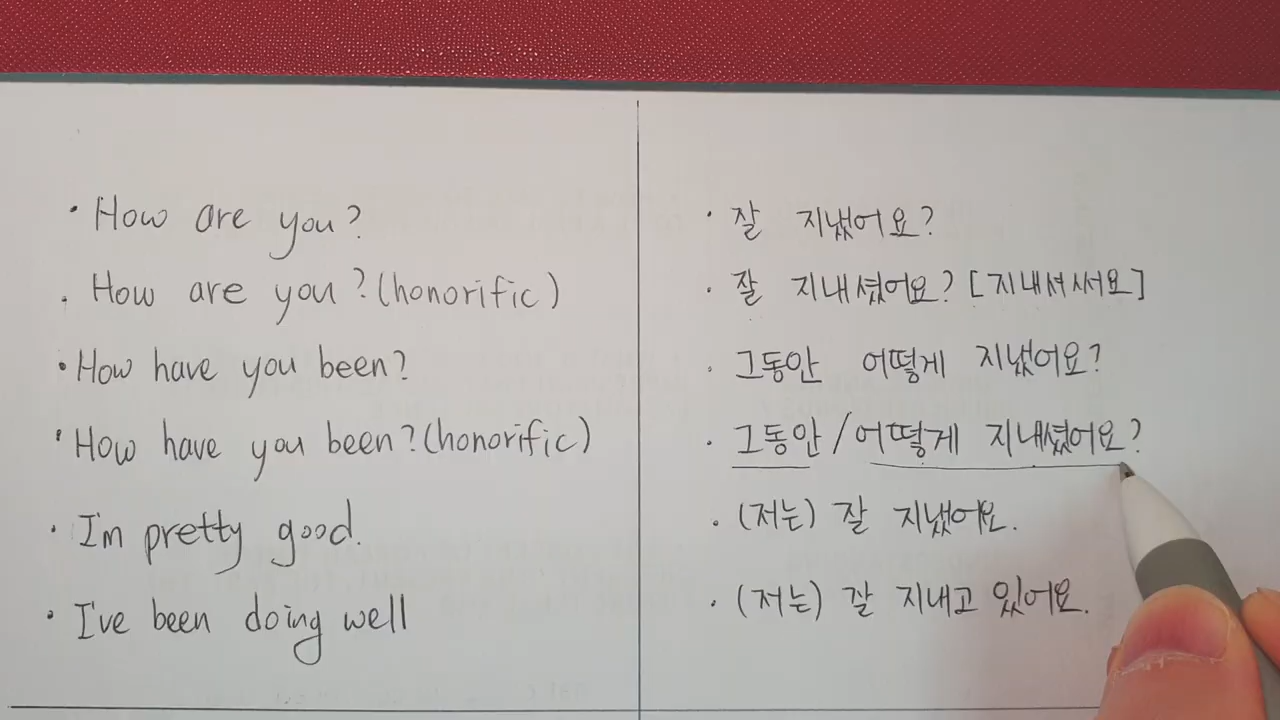 · How are you?
· How are you? (honorific)
· How have you been?
· How have you been? (honorific)
· I'm pretty good.
· I've been doing well
· 잘 지냈어요?
· 잘 지내셨어요? [지내셔써요]
· 그동안 어떻게 지냈어요?
· 그동안 / 어떻게 지내셨어요?
· (저는) 잘 지냈어요.
· (저는) 잘 지내고 있어요.